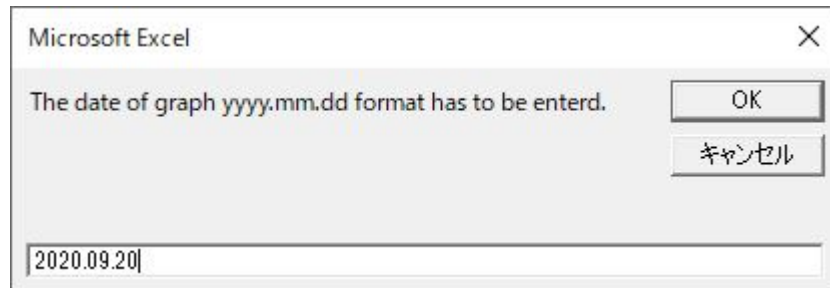 Microsoft Excel
The date of graph yyyy.mm.dd format has to be enterd.
OK
キャンセル
2020.09.20